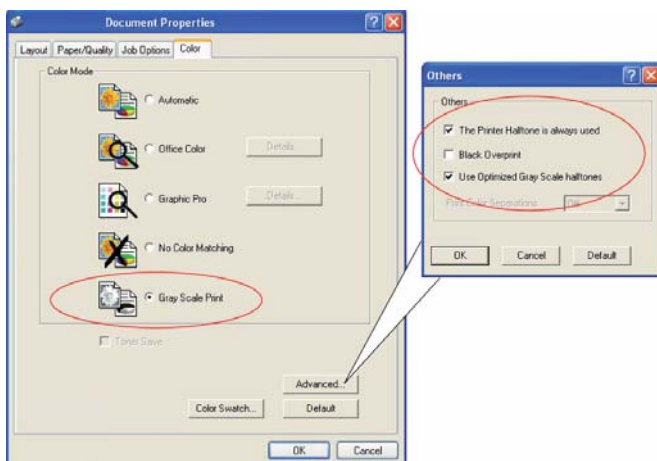 Document Properties
Layout
Paper/Quality
Job Options
Color
Color Mode
Automatic
Office Color
Details...
Graphic Pro
Details...
No Color Matching
Gray Scale Print
Toner Save
Advanced...
Color Swatch...
Default
OK
Cancel
Others
Others
The Printer Halftone is always used
Black Overprint
Use Optimized Gray Scale halftones
Print Color Separations
Off
OK
Cancel
Default